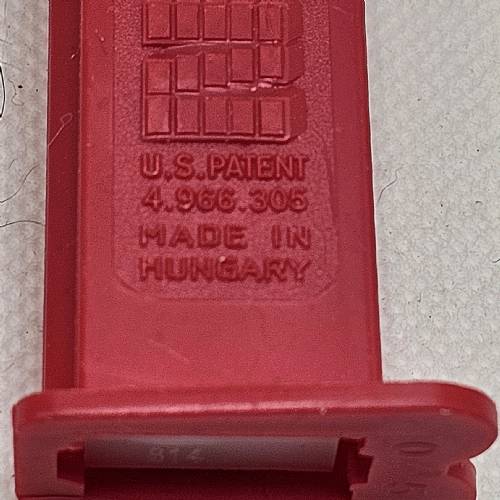 U.S. PATENT
4.966.305
MADE IN
HUNGARY